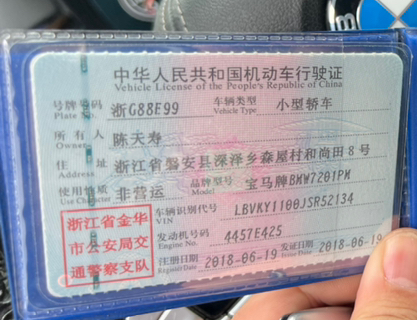 中华人民共和国机动车行驶证
Vehicle License of the People's Republic of China
号牌号码 浙G88E99 车辆类型 小型轿车
Plate No. Vehicle Type
所有人 陈天寿
Owner
住址 浙江省磐安县深泽乡森屋村和尚田8号
Address
使用性质 非营运 品牌型号 宝马牌BMW7201PM
Use Character Model
浙江省金华市公安局交通警察支队
车辆识别代号 LBVKY1100JSR52134
VIN
发动机号码 4457E425
Engine No.
注册日期 2018-06-19 发证日期 2018-06-19
Register Date Issue Date